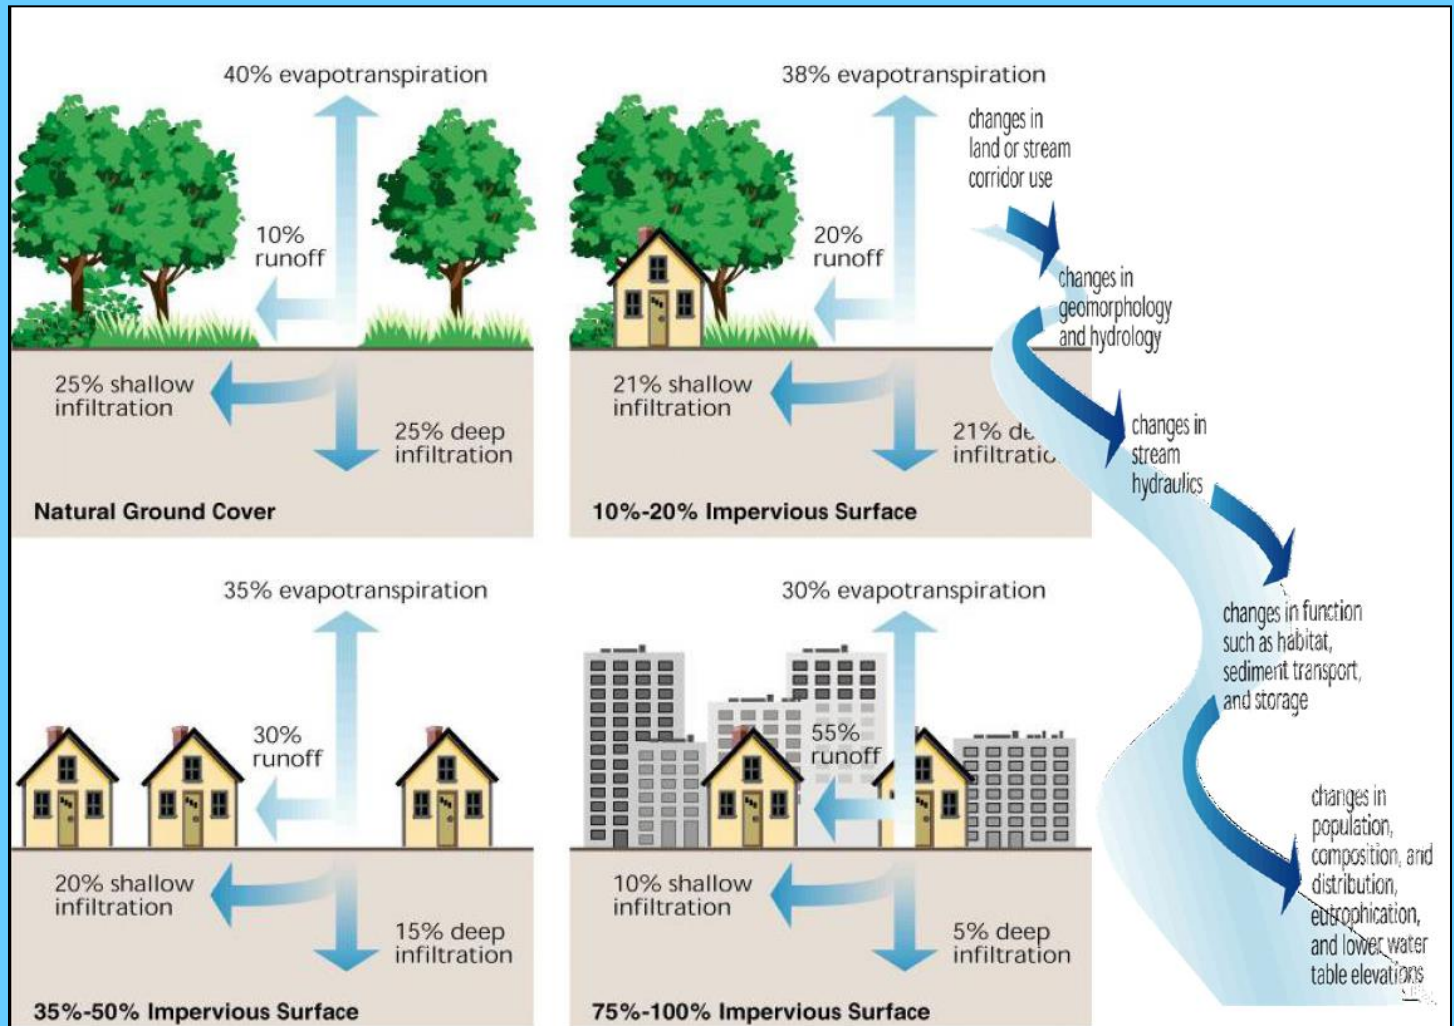 40% evapotranspiration
10%
runoff
25% shallow
infiltration
25% deep
infiltration
Natural Ground Cover
38% evapotranspiration
20%
runoff
21% shallow
infiltration
21% de
infiltratio
10%-20% Impervious Surface
35% evapotranspiration
30%
runoff
20% shallow
infiltration
15% deep
infiltration
35%-50% Impervious Surface
30% evapotranspiration
55%
runoff
10% shallow
infiltration
5% deep
infiltration
75%-100% Impervious Surface
changes in
land or stream
corridor use
changes in
geomorphology
and hydrology
changes in
stream
hydraulics
changes in function
such as habitat,
sediment transport,
and storage
changes in
population,
composition, and
distribution,
eutrophication,
and lower water
table elevations